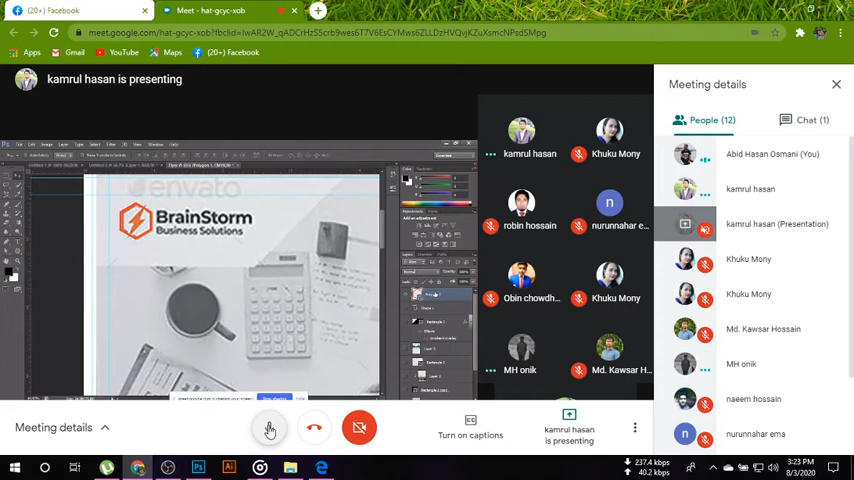 (20+) Facebook
Meet - hat-gcyc-xob
meet.google.com/hat-gcyc-xob?fbclid=IwAR2W_qADCrHzS5crb9wes6T7V6EsCYMws6ZLLDzHVQvjKZuXsmcNPsdSMpg
Apps
Gmail
YouTube
Maps
(20+) Facebook
kamrul hasan is presenting
envato
BrainStorm
Business Solutions
kamrul hasan
Khuku Mony
robin hossain
nurunnahar e...
Obin chowdh...
Khuku Mony
MH onik
Md. Kawsar H...
Meeting details
People (12)
Chat (1)
Abid Hasan Osmani (You)
kamrul hasan
kamrul hasan (Presentation)
Khuku Mony
Khuku Mony
Md. Kawsar Hossain
MH onik
naeem hossain
nurunnahar ema
Meeting details
Turn on captions
kamrul hasan
is presenting
237.4 kbps
40.2 kbps
3:23 PM
8/3/2020